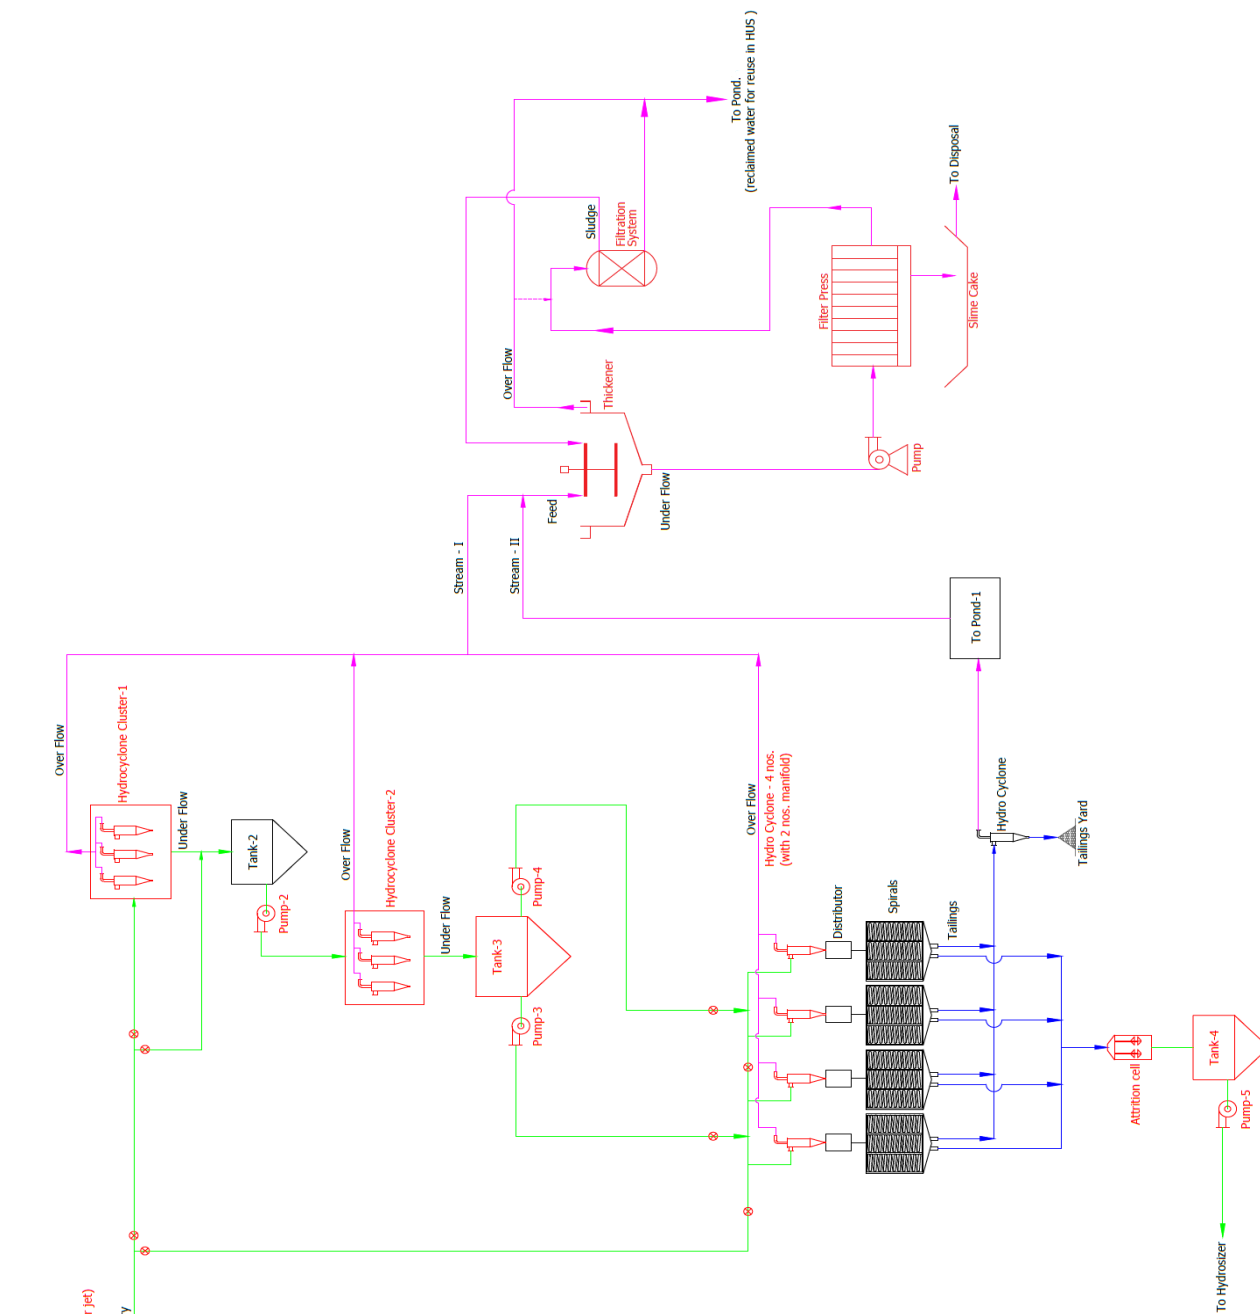 To Pond.
(reclaimed water for reuse in HUS )
To Disposal
Sludge
Filtration
System
Filter Press
Slime Cake
Over Flow
Thickener
Pump
Under Flow
Feed
Stream - I
Stream - II
To Pond-1
Over Flow
Hydrocyclone Cluster-1
Under Flow
Tank-2
Pump-2
Over Flow
Hydrocyclone Cluster-2
Under Flow
Tank-3
Pump-4
Pump-3
Over Flow
Hydro Cyclone - 4 nos.
(with 2 nos. manifold)
Distributor
Spirals
Tailings
Hydro Cyclone
Tailings Yard
Attrition cell
Tank-4
Pump-5
To Hydrosizer
r jet)
y